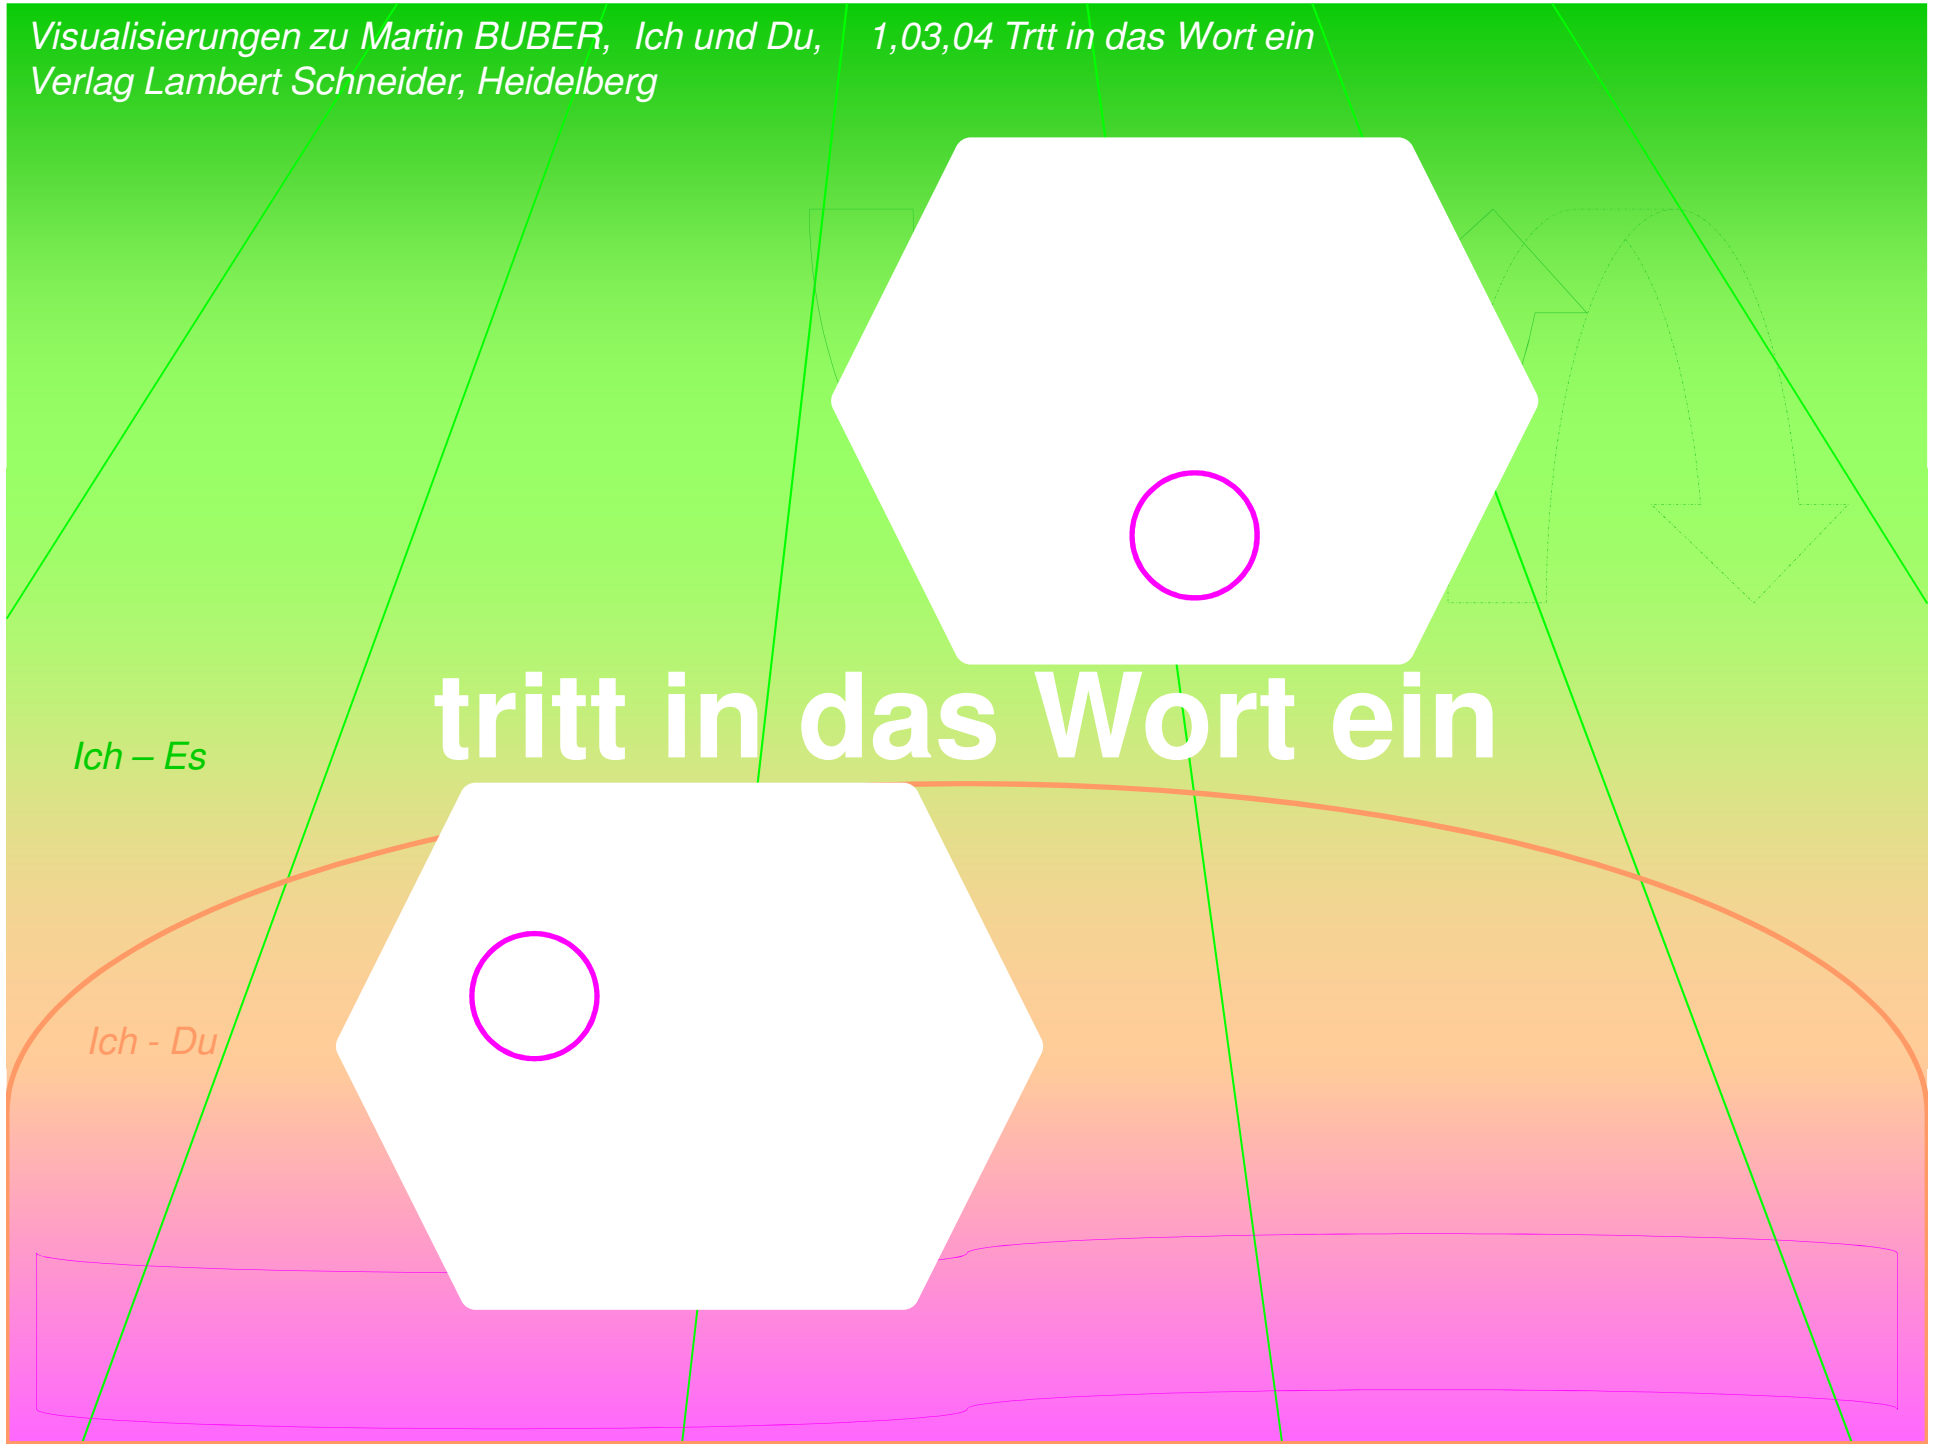 Visualisierungen zu Martin BUBER, Ich und Du, 1,03,04 Trtt in das Wort ein
Verlag Lambert Schneider, Heidelberg
tritt in das Wort ein
Ich – Es
Ich - Du